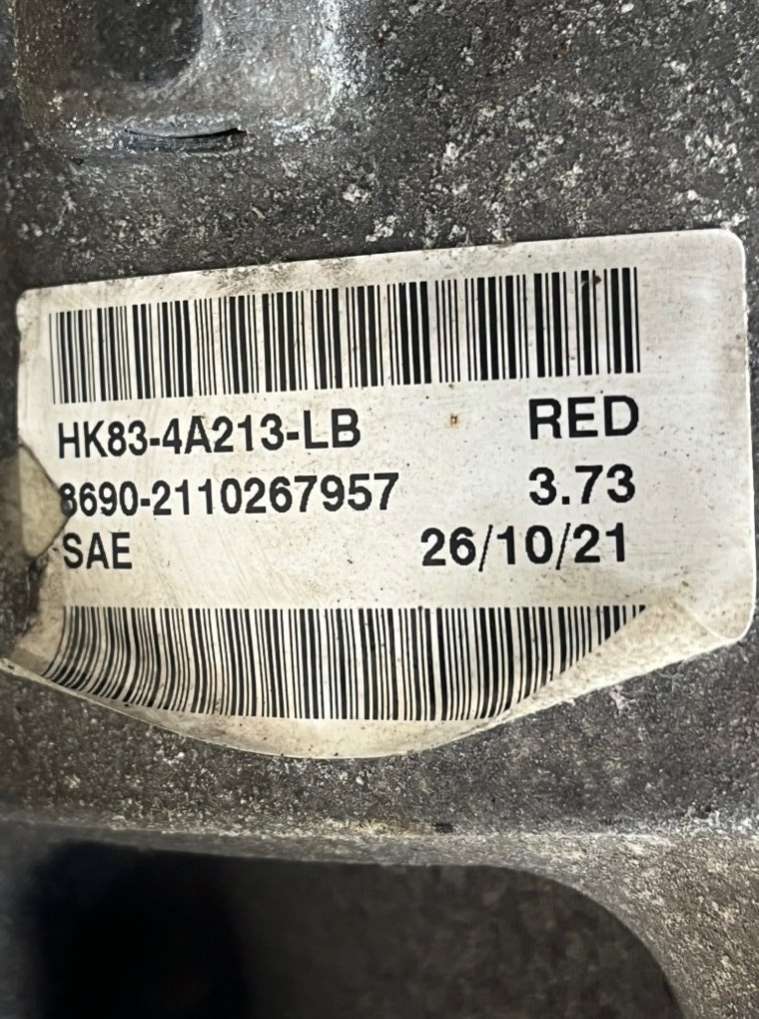 HK83-4A213-LB RED
8690-2110267957 3.73
SAE 26/10/21